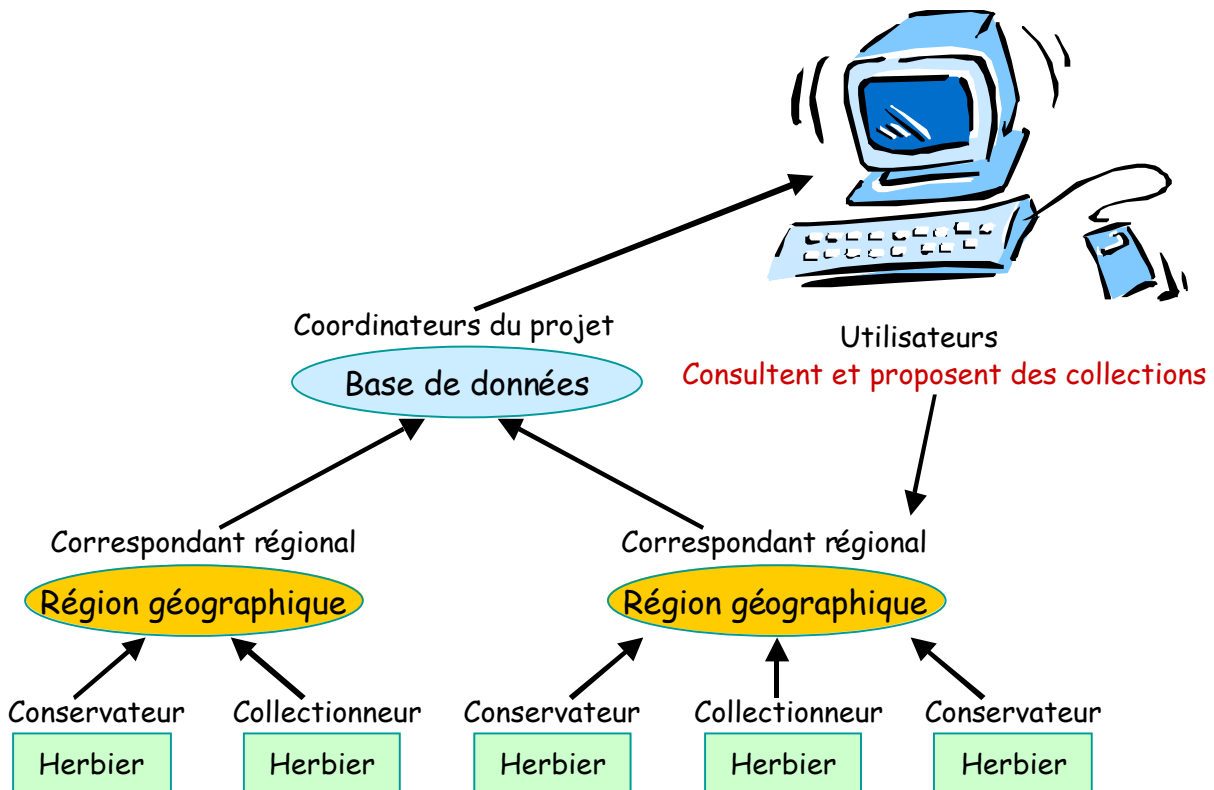 Coordinateurs du projet
Base de données
Utilisateurs
Consultent et proposent des collections
Correspondant régional
Région géographique
Correspondant régional
Région géographique
Conservateur
Herbier
Collectionneur
Herbier
Conservateur
Herbier
Collectionneur
Herbier
Conservateur
Herbier